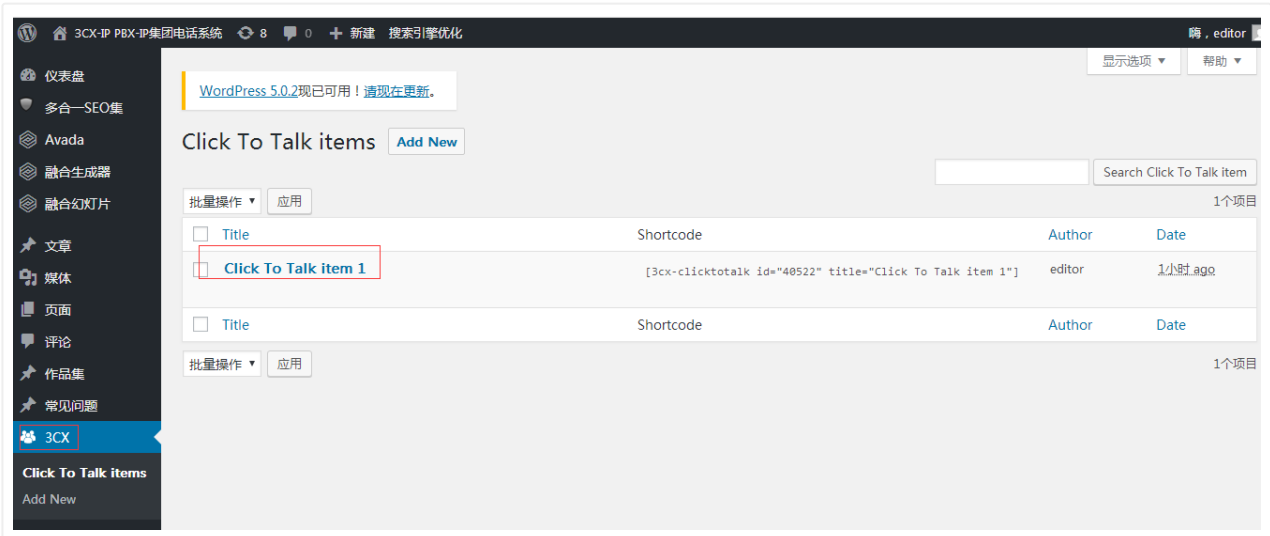 3CX-IP PBX-IP集团电话系统 8 0 新建 搜索引擎优化 嗨，editor
显示选项 帮助
仪表盘
多合一SEO集
Avada
融合生成器
融合幻灯片
文章
媒体
页面
评论
作品集
常见问题
3CX
Click To Talk items
Add New
WordPress 5.0.2现已可用！请现在更新。
Click To Talk items Add New
Search Click To Talk item
批量操作 应用 1个项目
Title Shortcode Author Date
Click To Talk item 1 [3cx-clicktotalk id="40522" title="Click To Talk item 1"] editor 1小时 ago
Title Shortcode Author Date
批量操作 应用 1个项目